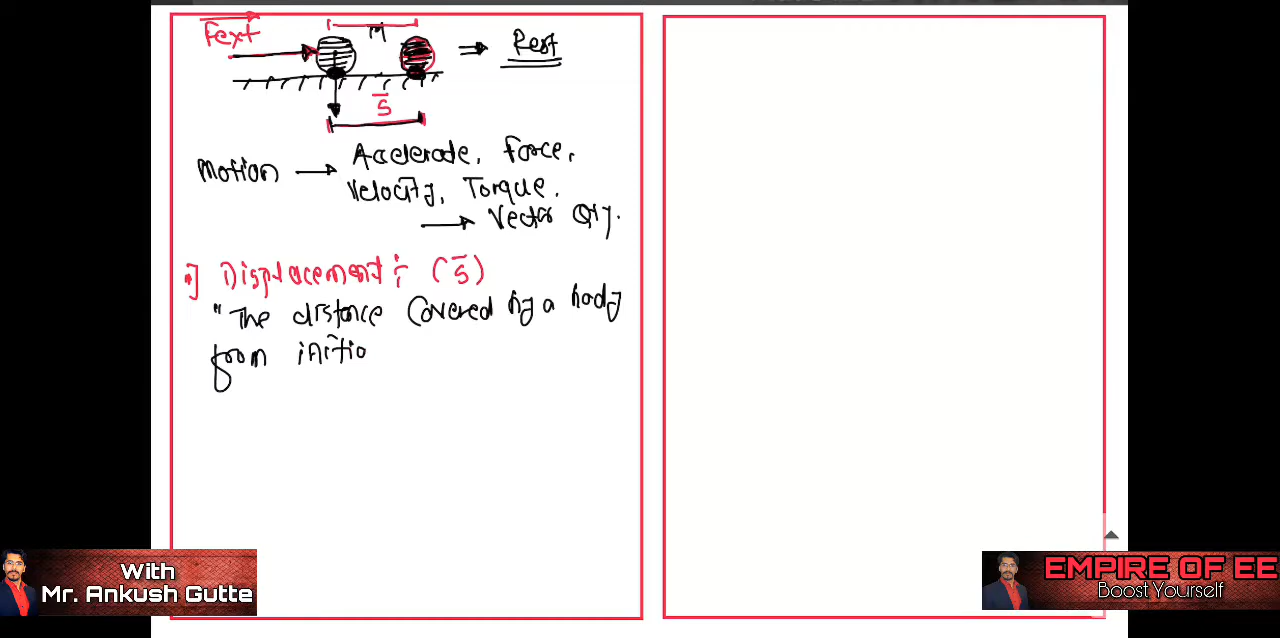 Fext
M
Rest
S
Motion → Accelerade, force,
Velocity, Torque.
→ Vector Qty.
*] Displacement :- (S̄)
"The distance covered by a body
from initia
With
Mr. Ankush Gutte
EMPIRE OF EE
Boost Yourself